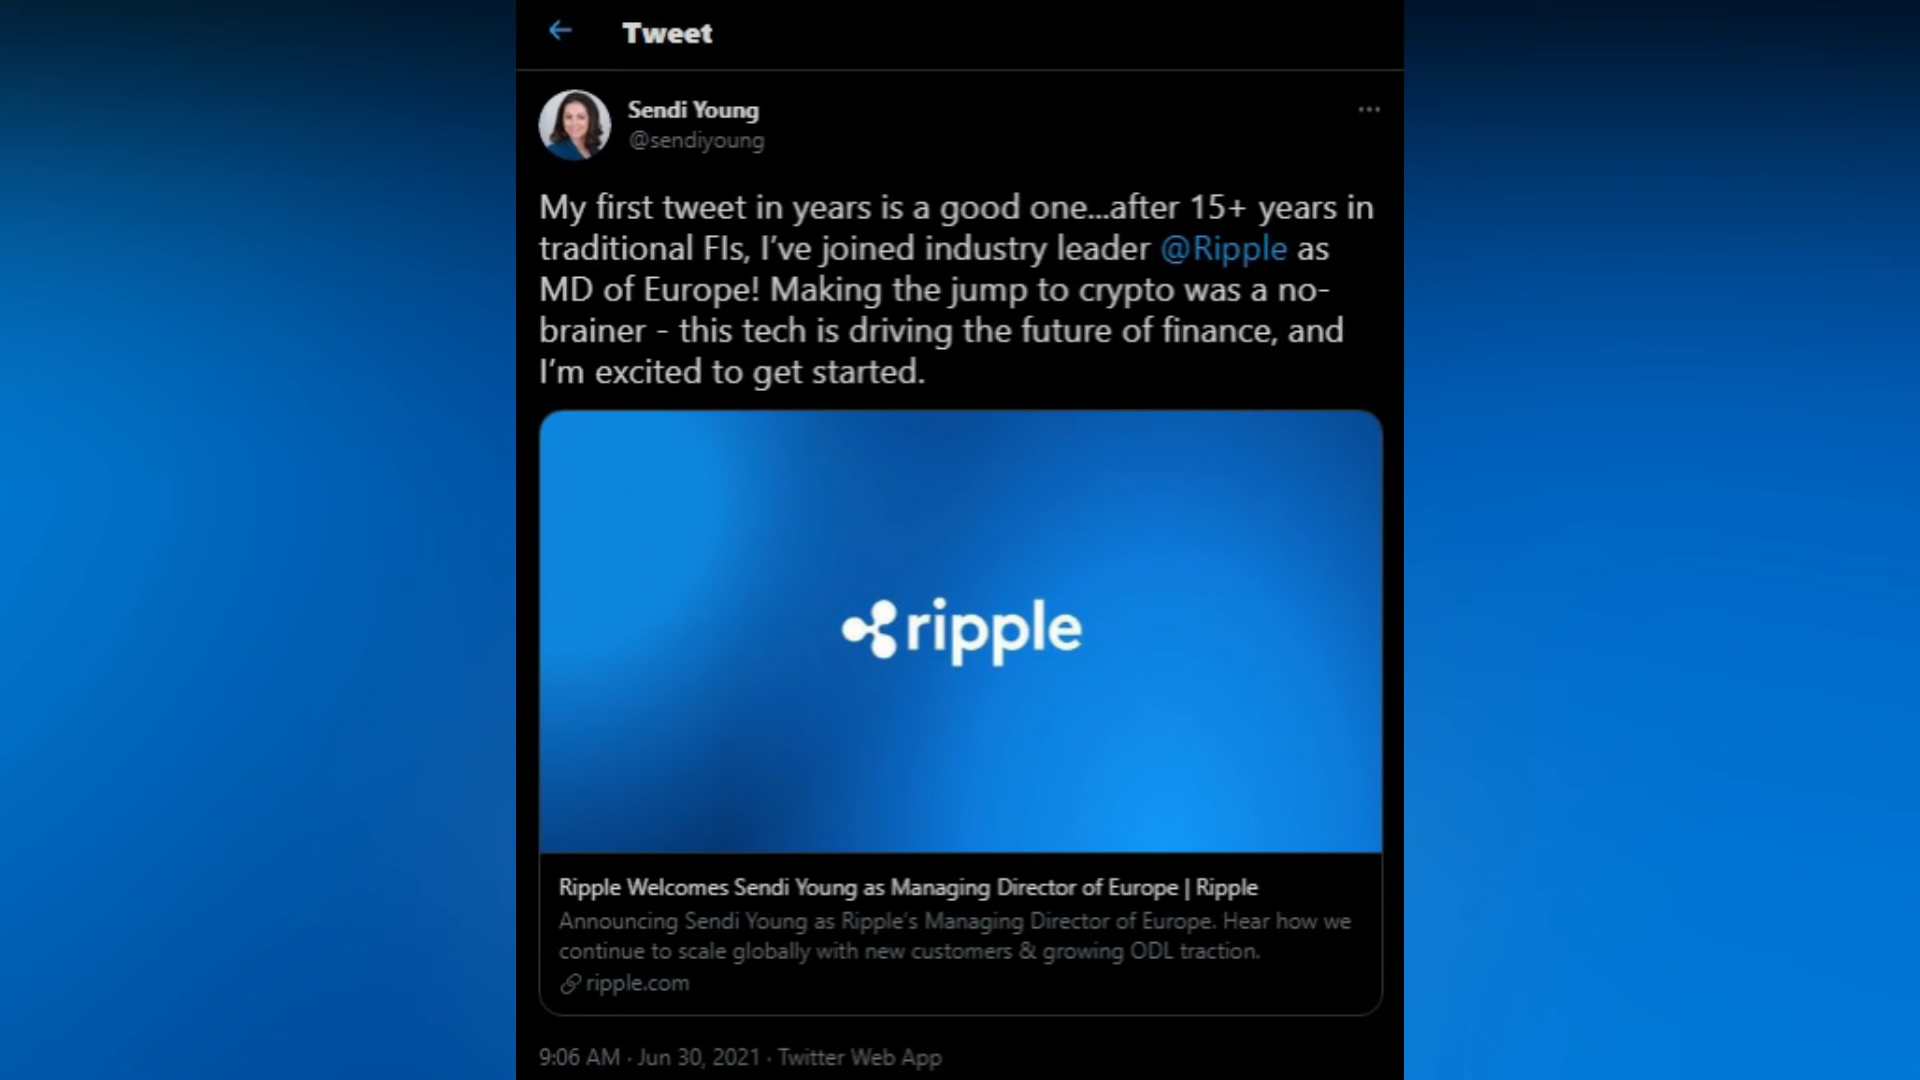 Tweet
Sendi Young
@sendiyoung
My first tweet in years is a good one...after 15+ years in
traditional FIs, I’ve joined industry leader @Ripple as
MD of Europe! Making the jump to crypto was a no-
brainer - this tech is driving the future of finance, and
I’m excited to get started.
ripple
Ripple Welcomes Sendi Young as Managing Director of Europe | Ripple
Announcing Sendi Young as Ripple’s Managing Director of Europe. Hear how we
continue to scale globally with new customers & growing ODL traction.
ripple.com
9:06 AM · Jun 30, 2021 · Twitter Web App